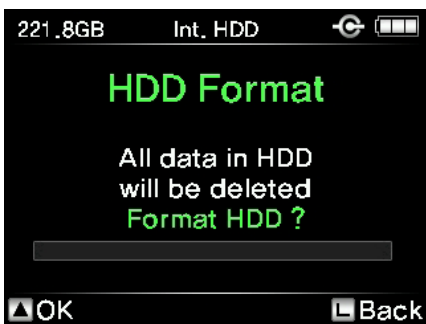 221.8GB Int. HDD
HDD Format
All data in HDD
will be deleted
Format HDD ?
OK L Back